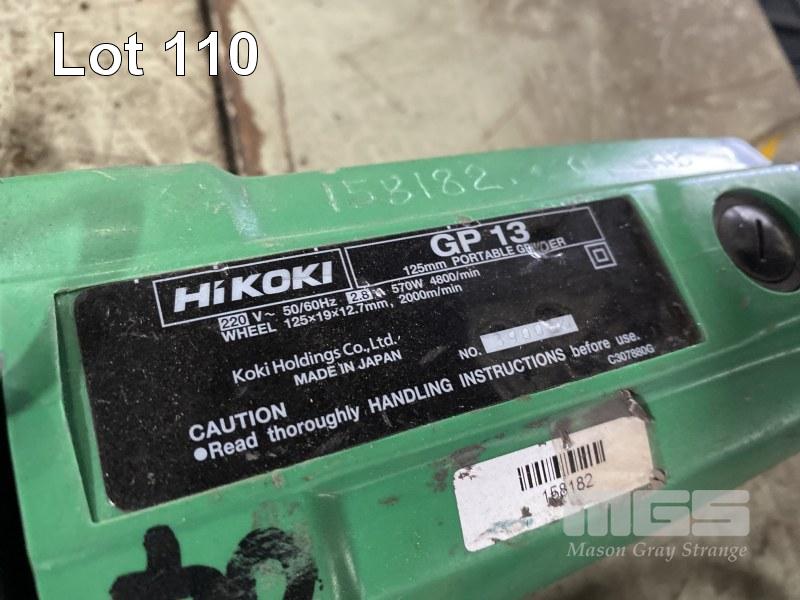 Lot 110
158182.
HiKOKI
GP 13
125mm PORTABLE GRINDER
220 V~ 50/60Hz 2.8 A 570W 4800/min
WHEEL 125×19×12.7mm, 2000m/min
Koki Holdings Co., Ltd.
MADE IN JAPAN
NO.
C307880G
CAUTION
●Read thoroughly HANDLING INSTRUCTIONS before use.
158182
MGS
Mason Gray Strange